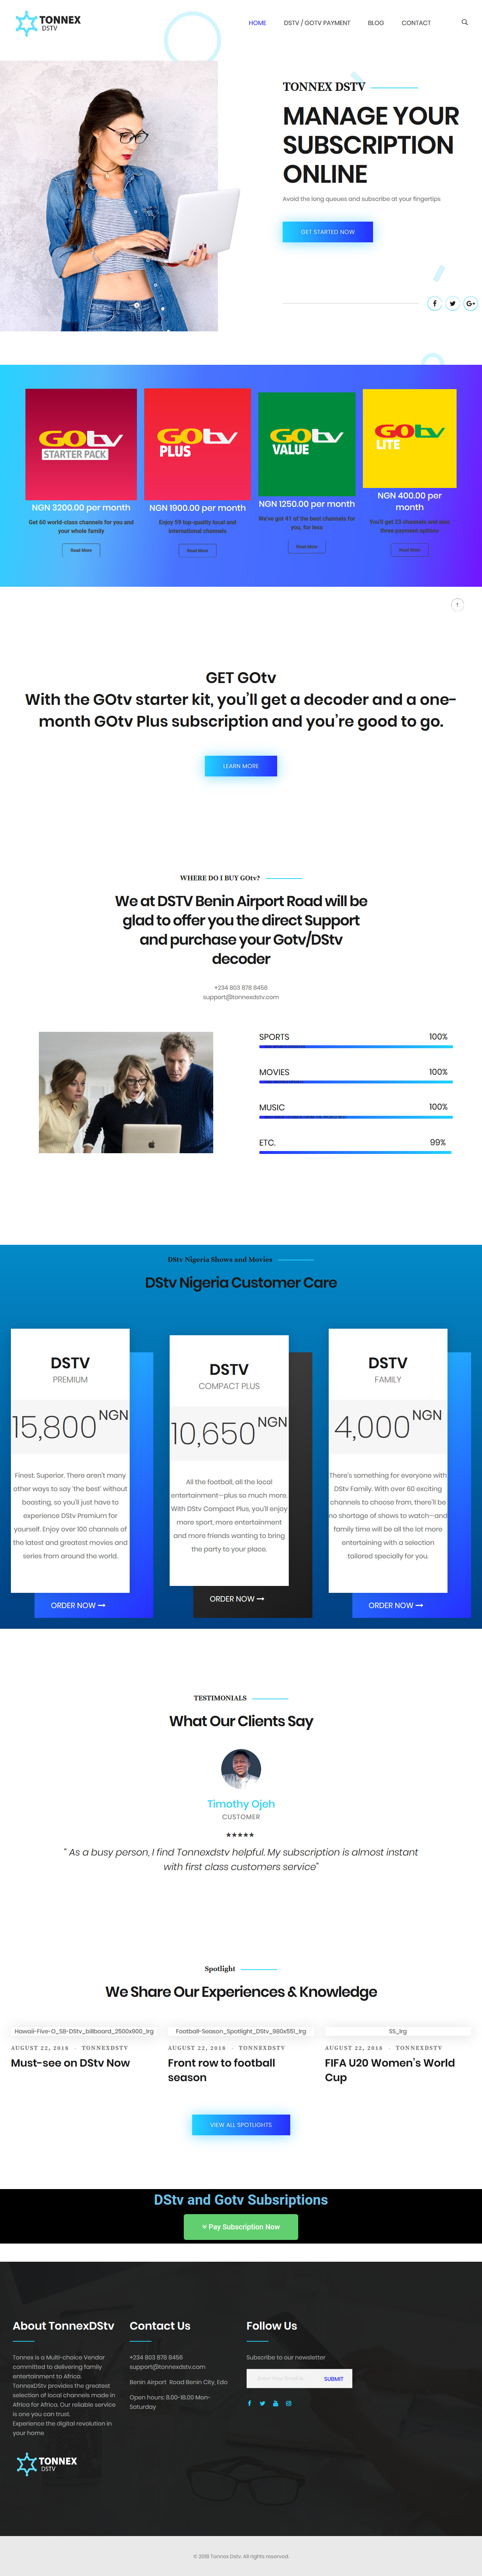 TONNEX
DSTV
HOME
DSTV / GOTV PAYMENT
BLOG
CONTACT
TONNEX DSTV
MANAGE YOUR
SUBSCRIPTION
ONLINE
Avoid the long queues and subscribe at your fingertips
GET STARTED NOW
GOtv
STARTER PACK
NGN 3200.00 per month
Get 60 world-class channels for you and
your whole family
Read More
GOtv
PLUS
NGN 1900.00 per month
Enjoy 59 top-quality local and
international channels
Read More
GOtv
VALUE
NGN 1250.00 per month
We've got 41 of the best channels for
you, for less
Read More
GOtv
LITE
NGN 400.00 per
month
You'll get 23 channels and also
three payment options
Read More
GET GOtv
With the GOtv starter kit, you'll get a decoder and a one-
month GOtv Plus subscription and you're good to go.
LEARN MORE
WHERE DO I BUY GOtv?
We at DSTV Benin Airport Road will be
glad to offer you the direct Support
and purchase your Gotv/DStv
decoder
+234 803 878 8456
support@tonnexdstv.com
SPORTS 100%
MOVIES 100%
MUSIC 100%
ETC. 99%
DStv Nigeria Shows and Movies
DStv Nigeria Customer Care
DSTV
PREMIUM
15,800 NGN
Finest, Superior. There aren't many
other ways to say 'the best' without
boasting, so you'll just have to
experience DStv Premium for
yourself. Enjoy over 100 channels of
the latest and greatest movies and
series from around the world.
ORDER NOW
DSTV
COMPACT PLUS
10,650 NGN
All the football, all the local
entertainment—plus so much more.
With DStv Compact Plus, you'll enjoy
more sport, more entertainment
and more friends wanting to bring
the party to your place.
ORDER NOW
DSTV
FAMILY
4,000 NGN
There's something for everyone with
DStv Family. With over 60 exciting
channels to choose from, there'll be
no shortage of shows to watch—and
family time will be all the lot more
entertaining with a selection
tailored specially for you.
ORDER NOW
TESTIMONIALS
What Our Clients Say
Timothy Ojeh
CUSTOMER
★★★★★
" As a busy person, I find Tonnexdstv helpful. My subscription is almost instant
with first class customers service"
Spotlight
We Share Our Experiences & Knowledge
Hawaii-Five-O_S8-DStv_billboard_2500x900_lrg
AUGUST 22, 2018 - TONNEXDSTV
Must-see on DStv Now
Football-Season_Spotlight_DStv_980x551_lrg
AUGUST 22, 2018 - TONNEXDSTV
Front row to football
season
SS_lrg
AUGUST 22, 2018 - TONNEXDSTV
FIFA U20 Women's World
Cup
VIEW ALL SPOTLIGHTS
DStv and Gotv Subsriptions
Pay Subscription Now
About TonnexDStv
Tonnex is a Multi-choice Vendor
committed to delivering family
entertainment to Africa.
TonnexDStv provides the greatest
selection of local channels made in
Africa for Africa. Our reliable service
is one you can trust.
Experience the digital revolution in
your home
TONNEX
DSTV
Contact Us
+234 803 878 8456
support@tonnexdstv.com
Benin Airport Road Benin City, Edo
Open hours: 8.00-18.00 Mon-
Saturday
Follow Us
Subscribe to our newsletter
SUBMIT
© 2018 Tonnex Dstv. All rights reserved.